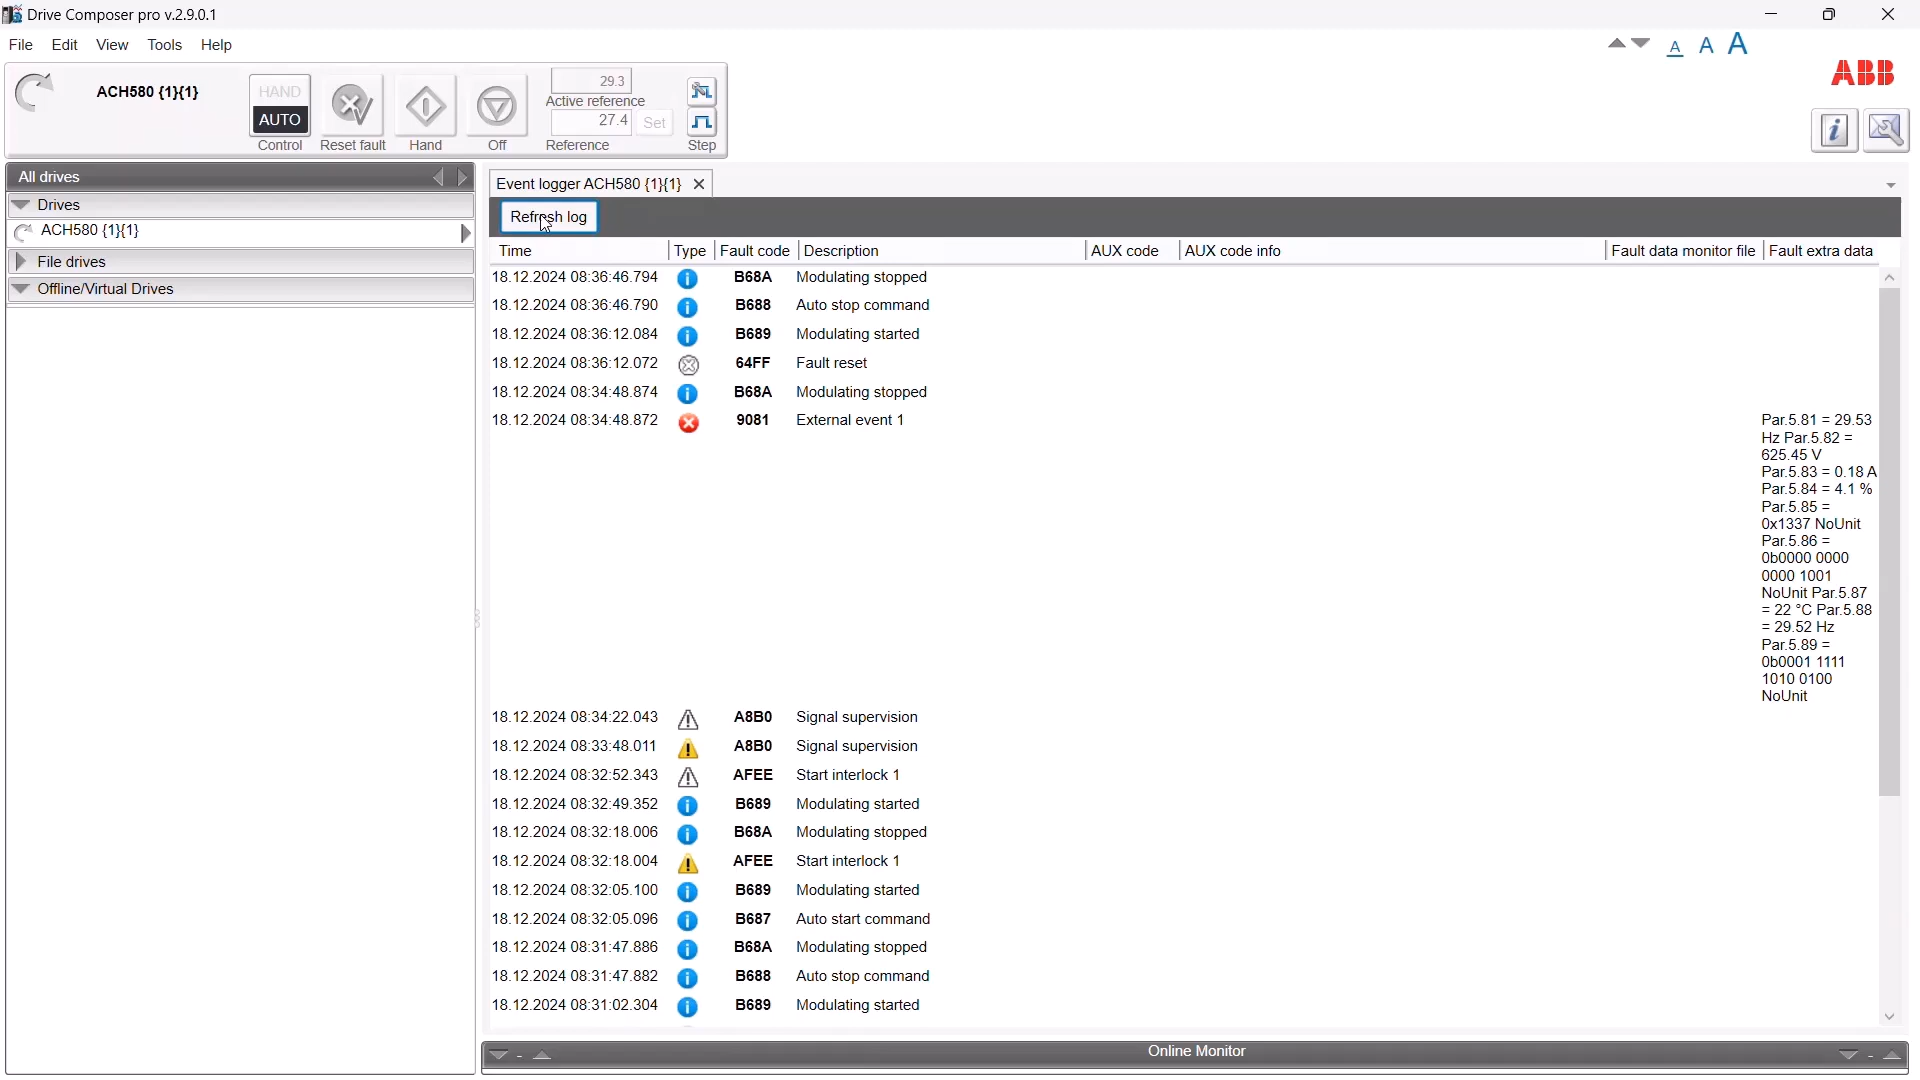 Drive Composer pro v.2.9.0.1
File Edit View Tools Help
A A A
ABB
ACH580 {1}{1}
HAND
AUTO
Control
Reset fault
Hand
Off
29.3
Active reference
27.4 Set
Reference
Step
All drives
Drives
ACH580 {1}{1}
File drives
Offline/Virtual Drives
Event logger ACH580 {1}{1}
Refresh log
Time Type Fault code Description AUX code AUX code info Fault data monitor file Fault extra data
18.12.2024 08:36:46.794 B68A Modulating stopped
18.12.2024 08:36:46.790 B688 Auto stop command
18.12.2024 08:36:12.084 B689 Modulating started
18.12.2024 08:36:12.072 64FF Fault reset
18.12.2024 08:34:48.874 B68A Modulating stopped
18.12.2024 08:34:48.872 9081 External event 1
Par.5.81 = 29.53
Hz Par.5.82 =
625.45 V
Par.5.83 = 0.18 A
Par.5.84 = 4.1 %
Par.5.85 =
0x1337 NoUnit
Par.5.86 =
0b0000 0000
0000 1001
NoUnit Par.5.87
= 22 °C Par.5.88
= 29.52 Hz
Par.5.89 =
0b0001 1111
1010 0100
NoUnit
18.12.2024 08:34:22.043 A8B0 Signal supervision
18.12.2024 08:33:48.011 A8B0 Signal supervision
18.12.2024 08:32:52.343 AFEE Start interlock 1
18.12.2024 08:32:49.352 B689 Modulating started
18.12.2024 08:32:18.006 B68A Modulating stopped
18.12.2024 08:32:18.004 AFEE Start interlock 1
18.12.2024 08:32:05.100 B689 Modulating started
18.12.2024 08:32:05.096 B687 Auto start command
18.12.2024 08:31:47.886 B68A Modulating stopped
18.12.2024 08:31:47.882 B688 Auto stop command
18.12.2024 08:31:02.304 B689 Modulating started
Online Monitor